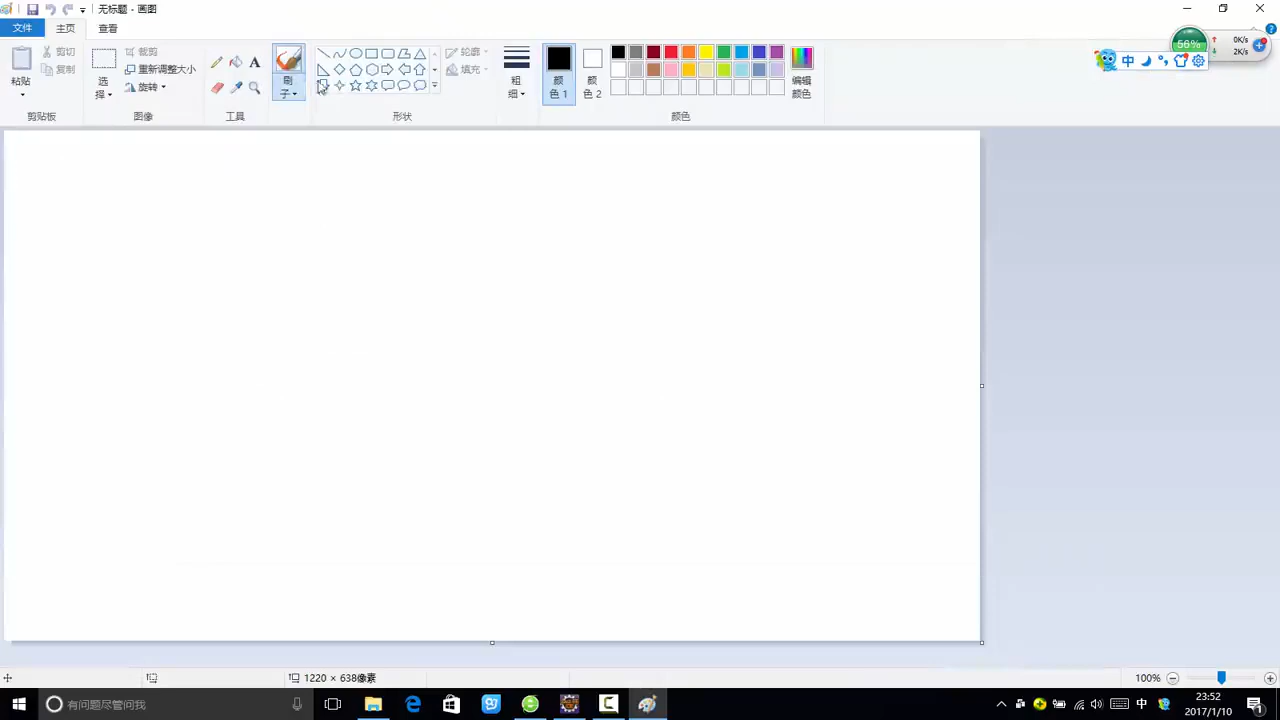 无标题 - 画图
文件 主页 查看
粘贴
剪切
复制
剪贴板
选择
裁剪
重新调整大小
旋转
图像
A
工具
刷子
形状
轮廓
填充
粗细
颜色 1
颜色 2
编辑颜色
颜色
56%
0K/s
2K/s
中
1220 × 638像素
100%
有问题尽管问我
中
23:52
2017/1/10